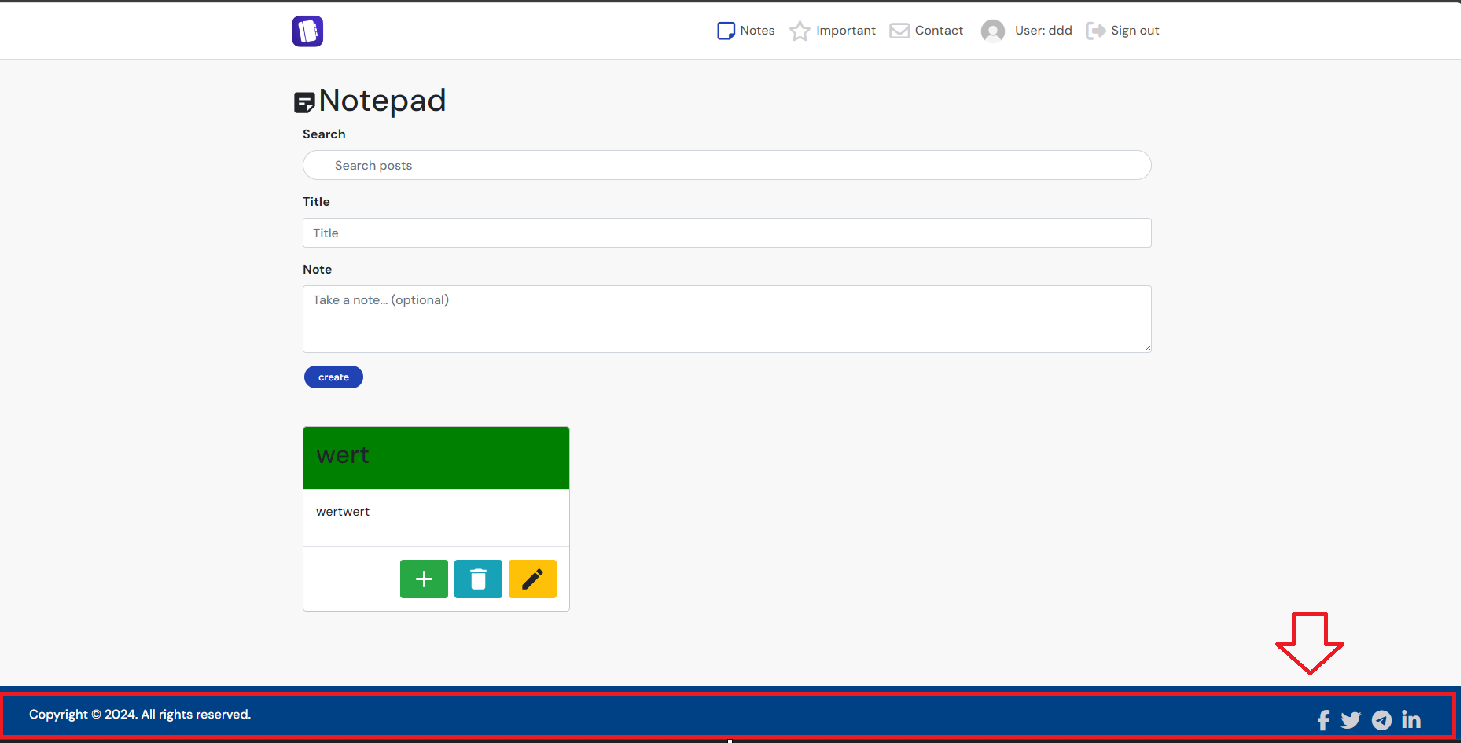 Notes Important Contact User: ddd Sign out
Notepad
Search
Search posts
Title
Title
Note
Take a note... (optional)
create
wert
wertwert
Copyright © 2024. All rights reserved.